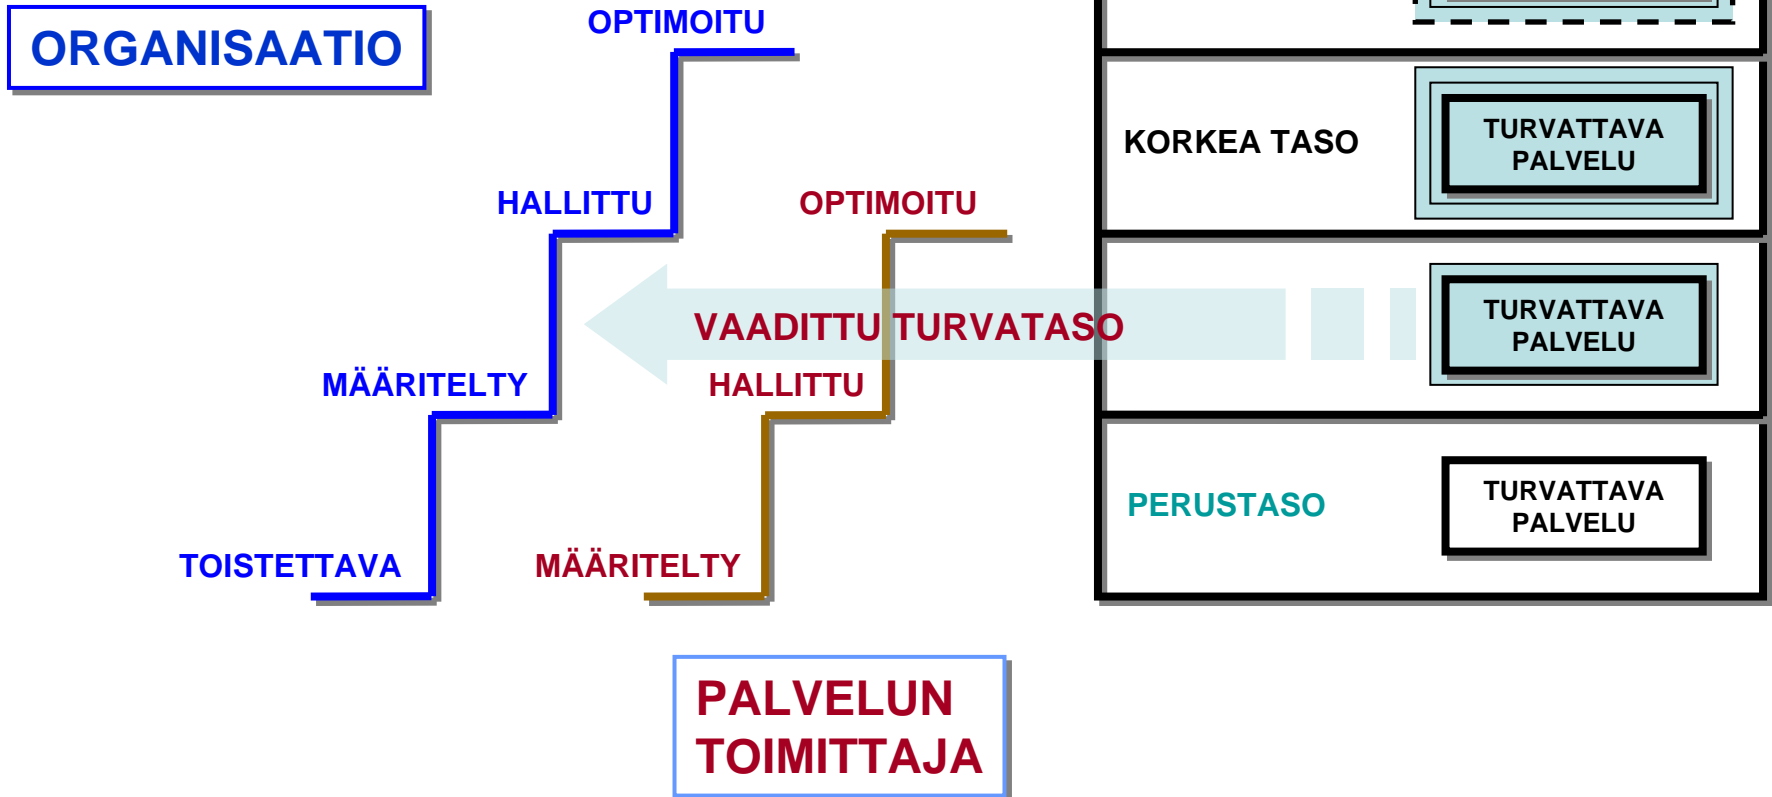 OPTIMOITU
ORGANISAATIO
KORKEA TASO
TURVATTAVA
PALVELU
HALLITTU
OPTIMOITU
VAADITTU TURVATASO
TURVATTAVA
PALVELU
MÄÄRITELTY
HALLITTU
PERUSTASO
TURVATTAVA
PALVELU
TOISTETTAVA
MÄÄRITELTY
PALVELUN
TOIMITTAJA